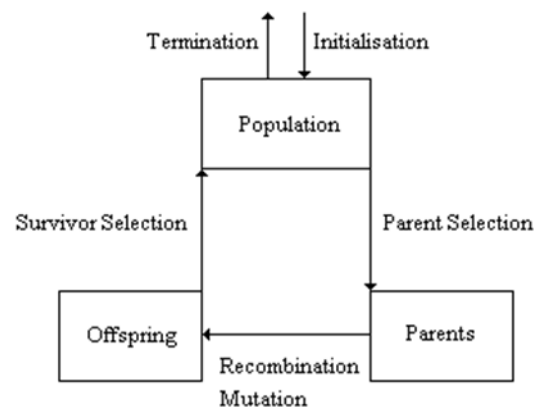 Termination
Initialisation
Population
Survivor Selection
Parent Selection
Offspring
Parents
Recombination
Mutation